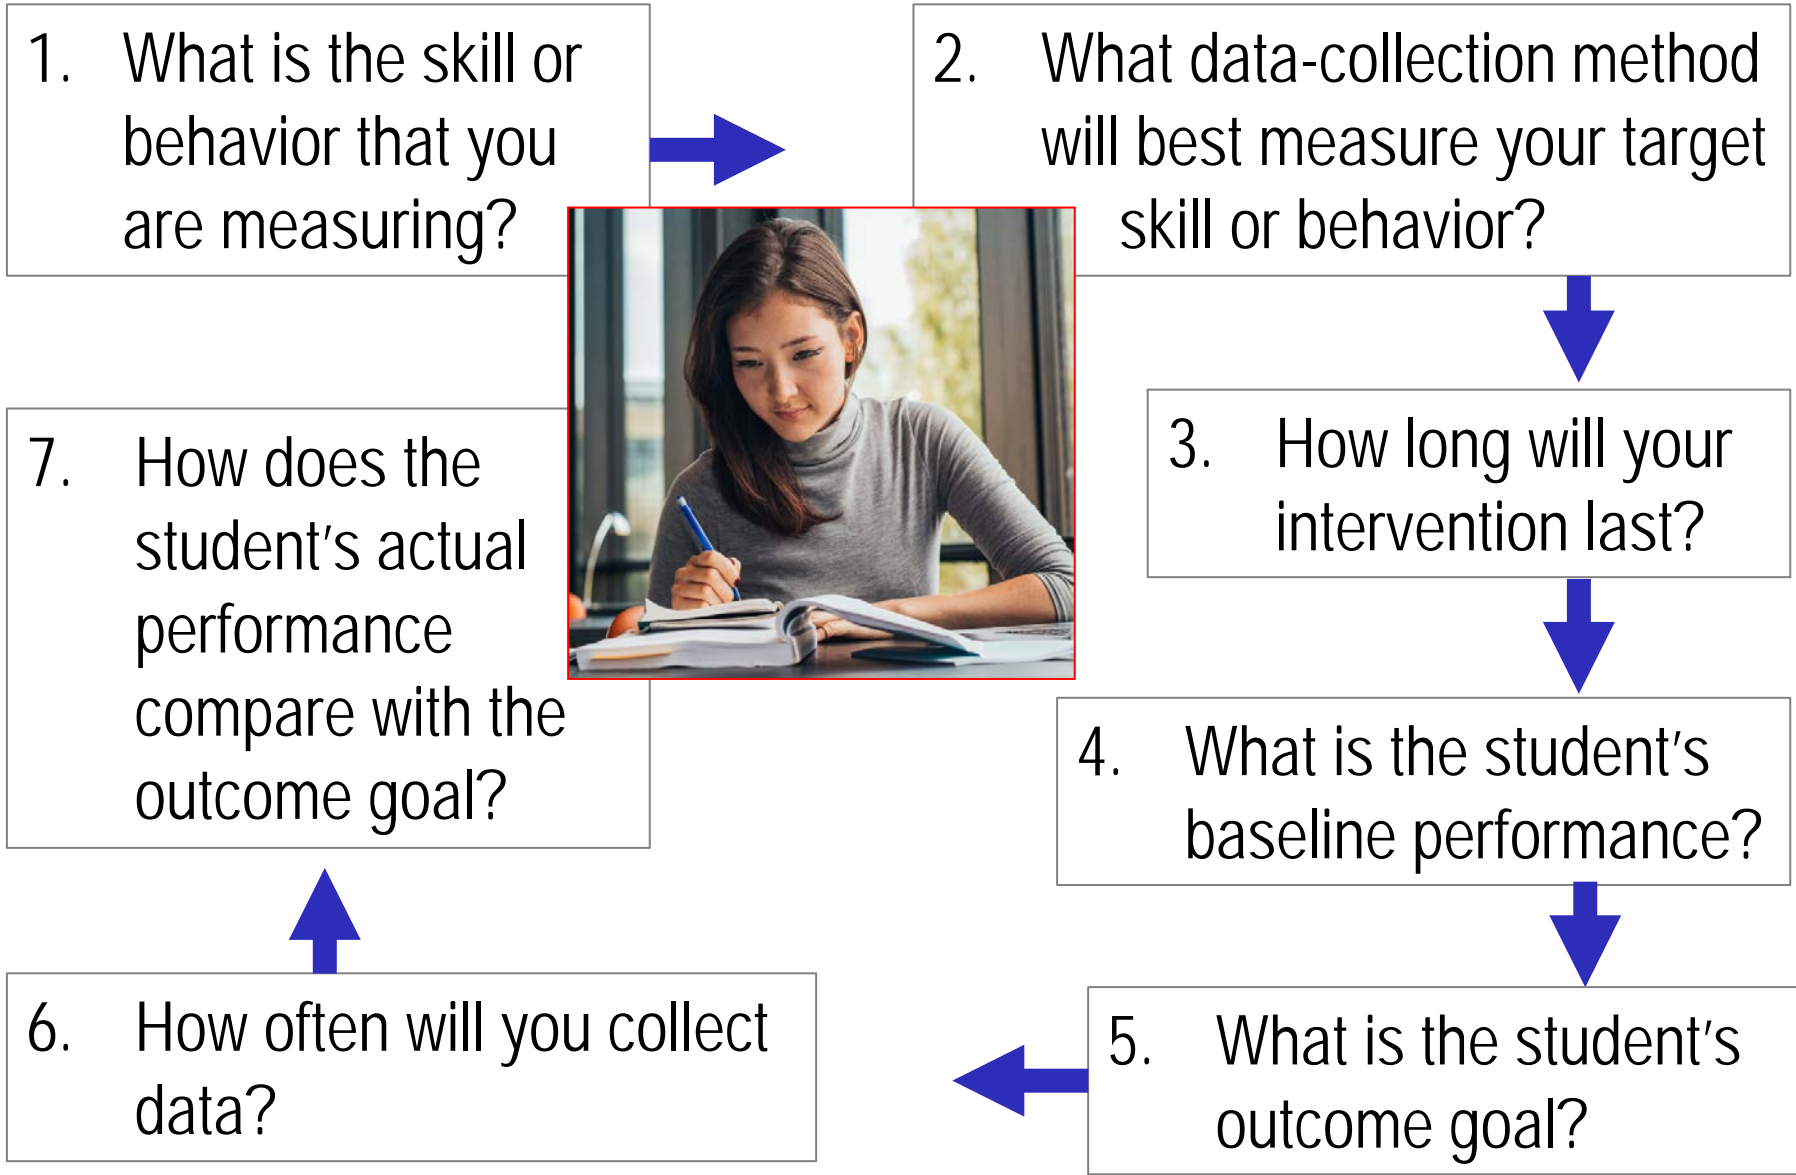 1. What is the skill or
behavior that you
are measuring?
2. What data-collection method
will best measure your target
skill or behavior?
3. How long will your
intervention last?
4. What is the student's
baseline performance?
5. What is the student's
outcome goal?
6. How often will you collect
data?
7. How does the
student's actual
performance
compare with the
outcome goal?